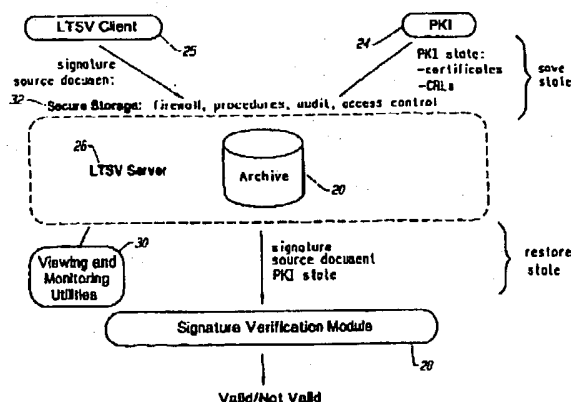 LTSV Client
25
24
PKI
signature
source document
PKI state:
-certificates
-CRLs
save
state
32
Secure Storage: firewall, procedures, audit, access control
26
LTSV Server
Archive
20
30
Viewing and
Monitoring
Utilities
signature
source document
PKI state
restore
state
Signature Verification Module
28
Valid/Not Valid